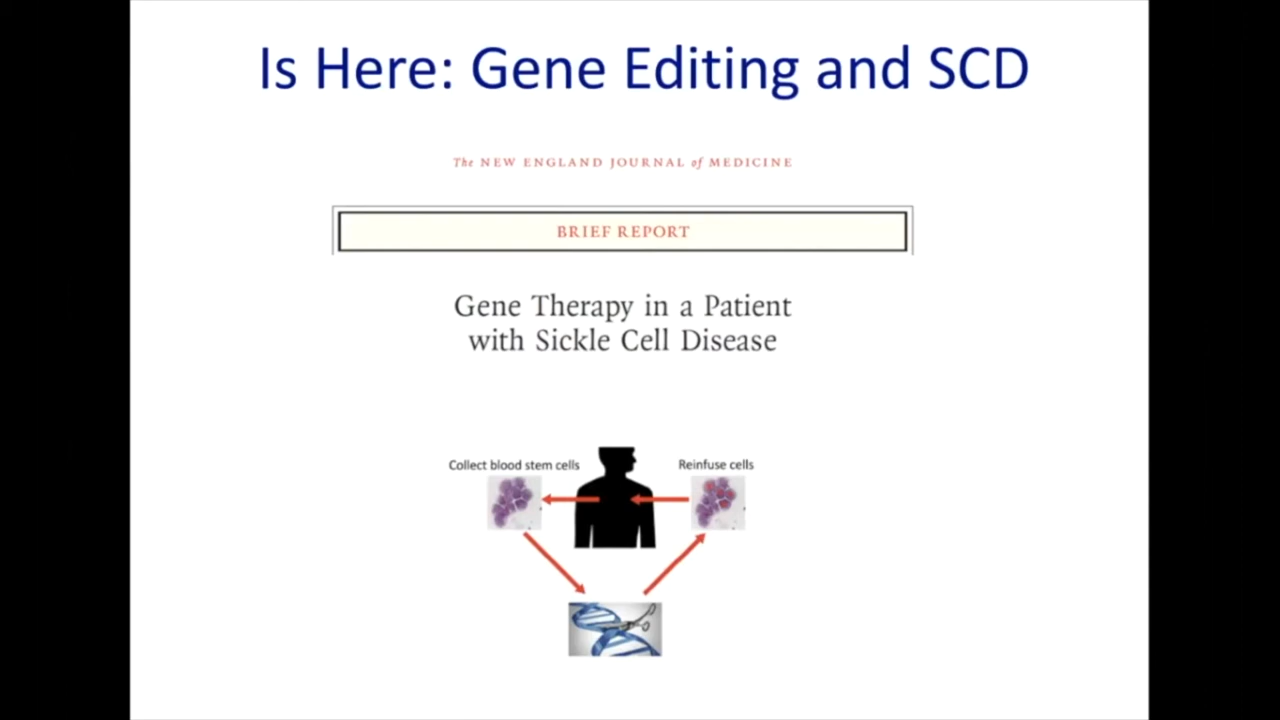 Is Here: Gene Editing and SCD
The NEW ENGLAND JOURNAL of MEDICINE
BRIEF REPORT
Gene Therapy in a Patient
with Sickle Cell Disease
Collect blood stem cells
Reinfuse cells